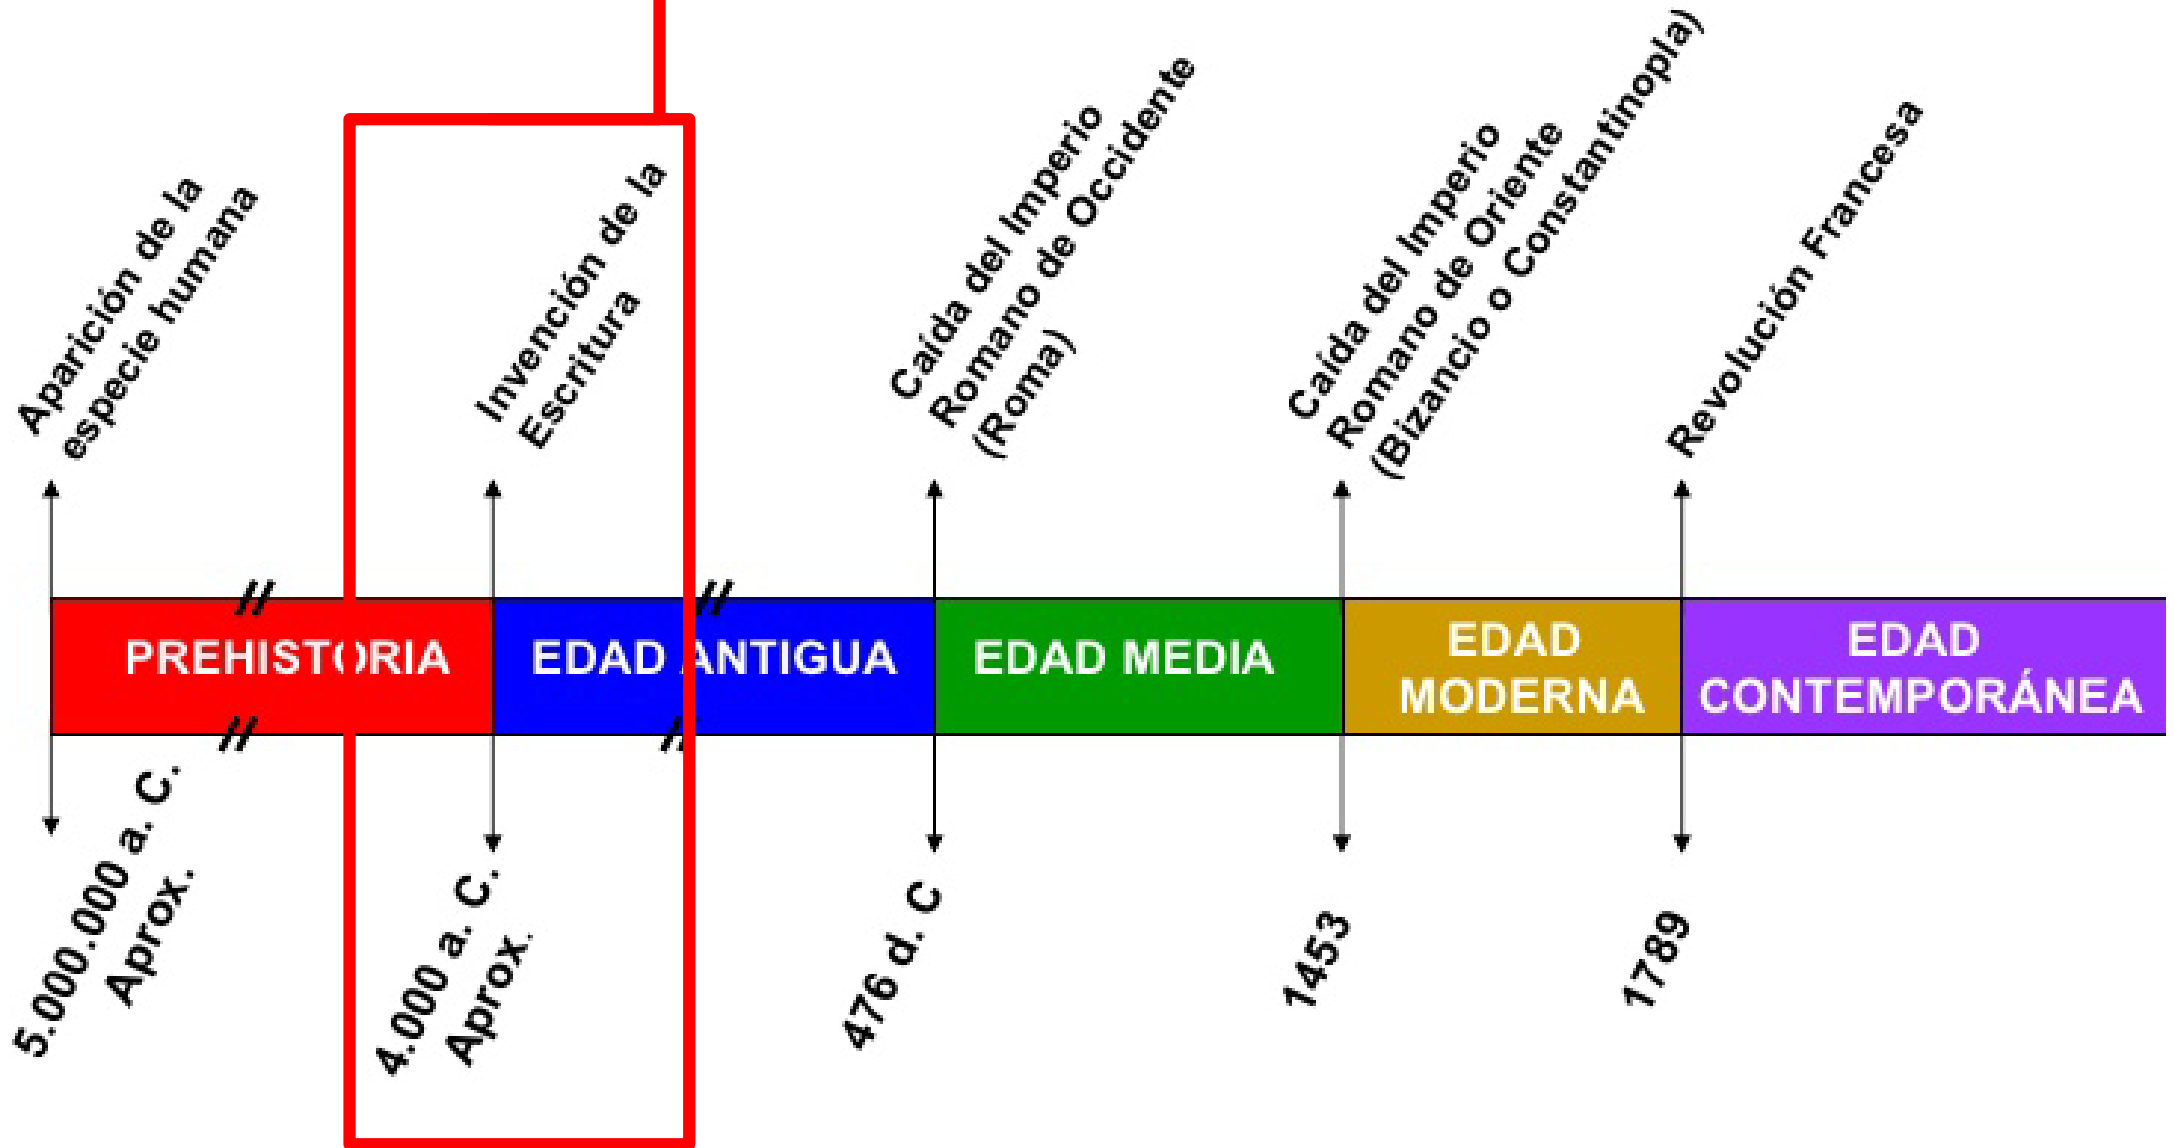 Aparición de la
especie humana
Invención de la
Escritura
Caída del Imperio
Romano de Occidente
(Roma)
Caída del Imperio
Romano de Oriente
(Bizancio o Constantinopla)
Revolución Francesa
PREHISTORIA
EDAD ANTIGUA
EDAD MEDIA
EDAD
MODERNA
EDAD
CONTEMPORÁNEA
5.000.000 a. C.
Aprox.
4.000 a. C.
Aprox.
476 d. C
1453
1789